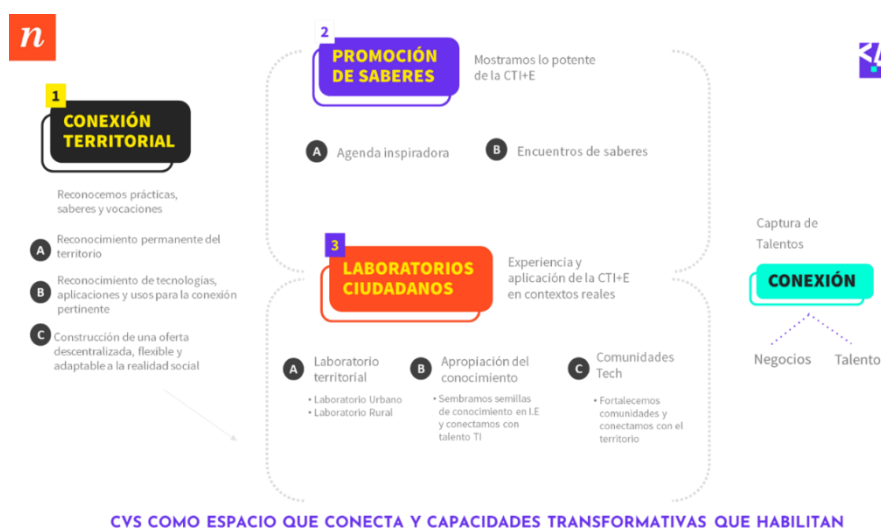 n
1
CONEXIÓN
TERRITORIAL
Reconocemos prácticas,
saberes y vocaciones
A
Reconocimiento permanente del
territorio
B
Reconocimiento de tecnologías,
aplicaciones y usos para la conexión
pertinente
C
Construcción de una oferta
descentralizada, flexible y
adaptable a la realidad social
2
PROMOCIÓN
DE SABERES
Mostramos lo potente
de la CTI+E
A Agenda inspiradora
B Encuentros de saberes
3
LABORATORIOS
CIUDADANOS
Experiencia y
aplicación de la CTI+E
en contextos reales
A
Laboratorio
territorial
• Laboratorio Urbano
• Laboratorio Rural
B
Apropiación del
conocimiento
• Sembramos semillas
de conocimiento en I.E
y conectamos con
talento TI
C
Comunidades
Tech
• Fortalecemos
comunidades y
conectamos con el
territorio
Captura de
Talentos
CONEXIÓN
Negocios Talento
CVS COMO ESPACIO QUE CONECTA Y CAPACIDADES TRANSFORMATIVAS QUE HABILITAN